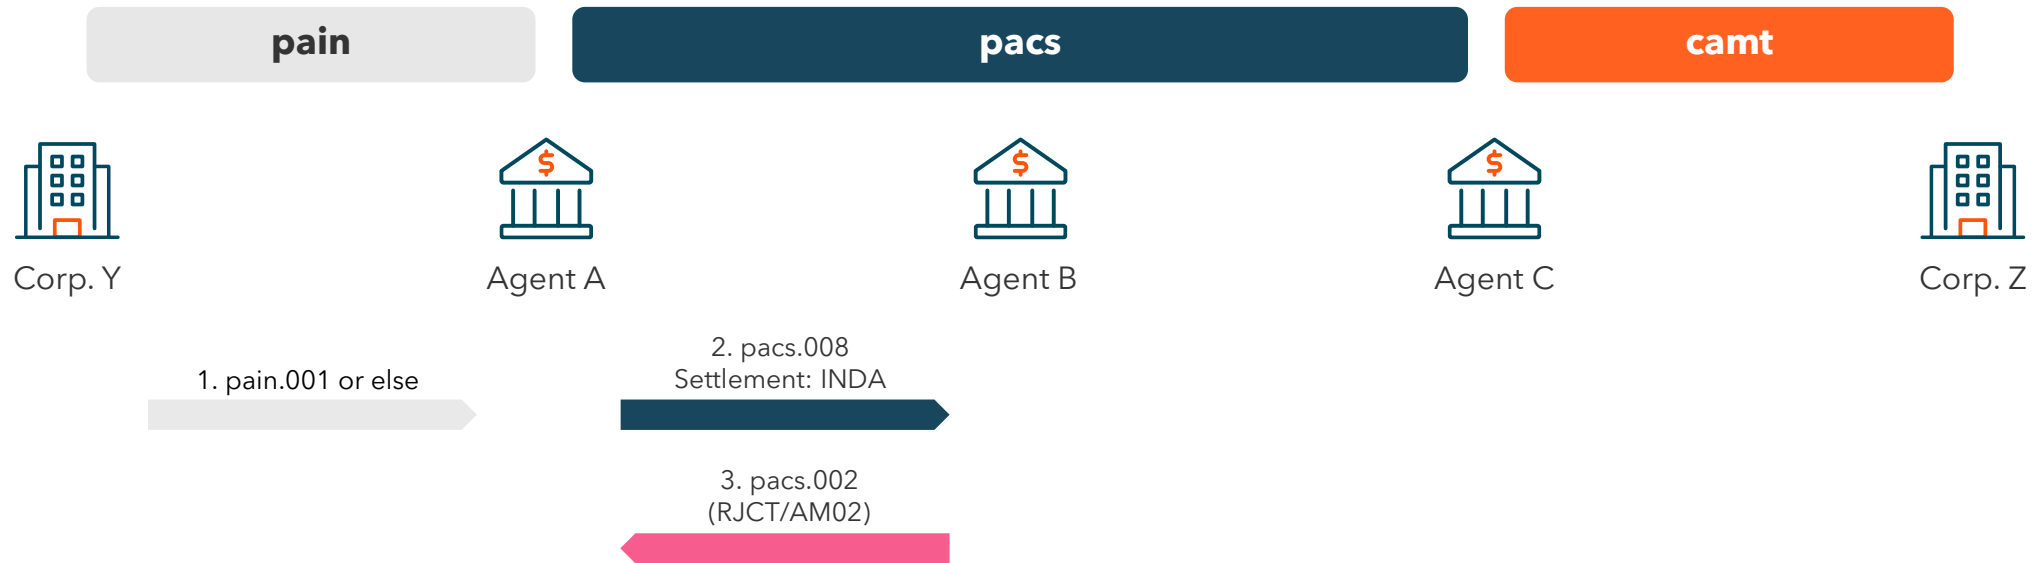 pain
pacs
camt
$
$
$
Corp. Y
Agent A
Agent B
Agent C
Corp. Z
1. pain.001 or else
2. pacs.008
Settlement: INDA
3. pacs.002
(RJCT/AM02)